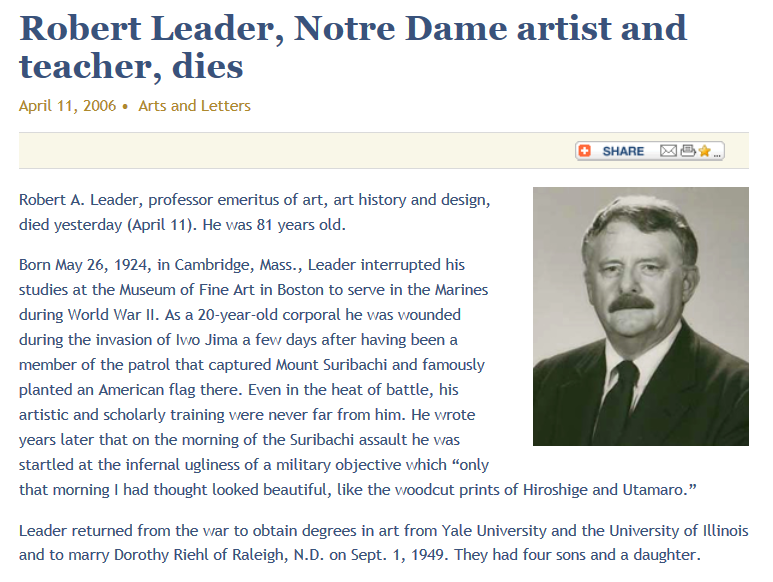 Robert Leader, Notre Dame artist and
teacher, dies
April 11, 2006 • Arts and Letters
SHARE
...
Robert A. Leader, professor emeritus of art, art history and design,
died yesterday (April 11). He was 81 years old.
Born May 26, 1924, in Cambridge, Mass., Leader interrupted his
studies at the Museum of Fine Art in Boston to serve in the Marines
during World War II. As a 20-year-old corporal he was wounded
during the invasion of Iwo Jima a few days after having been a
member of the patrol that captured Mount Suribachi and famously
planted an American flag there. Even in the heat of battle, his
artistic and scholarly training were never far from him. He wrote
years later that on the morning of the Suribachi assault he was
startled at the infernal ugliness of a military objective which “only
that morning I had thought looked beautiful, like the woodcut prints of Hiroshige and Utamaro.”
Leader returned from the war to obtain degrees in art from Yale University and the University of Illinois
and to marry Dorothy Riehl of Raleigh, N.D. on Sept. 1, 1949. They had four sons and a daughter.